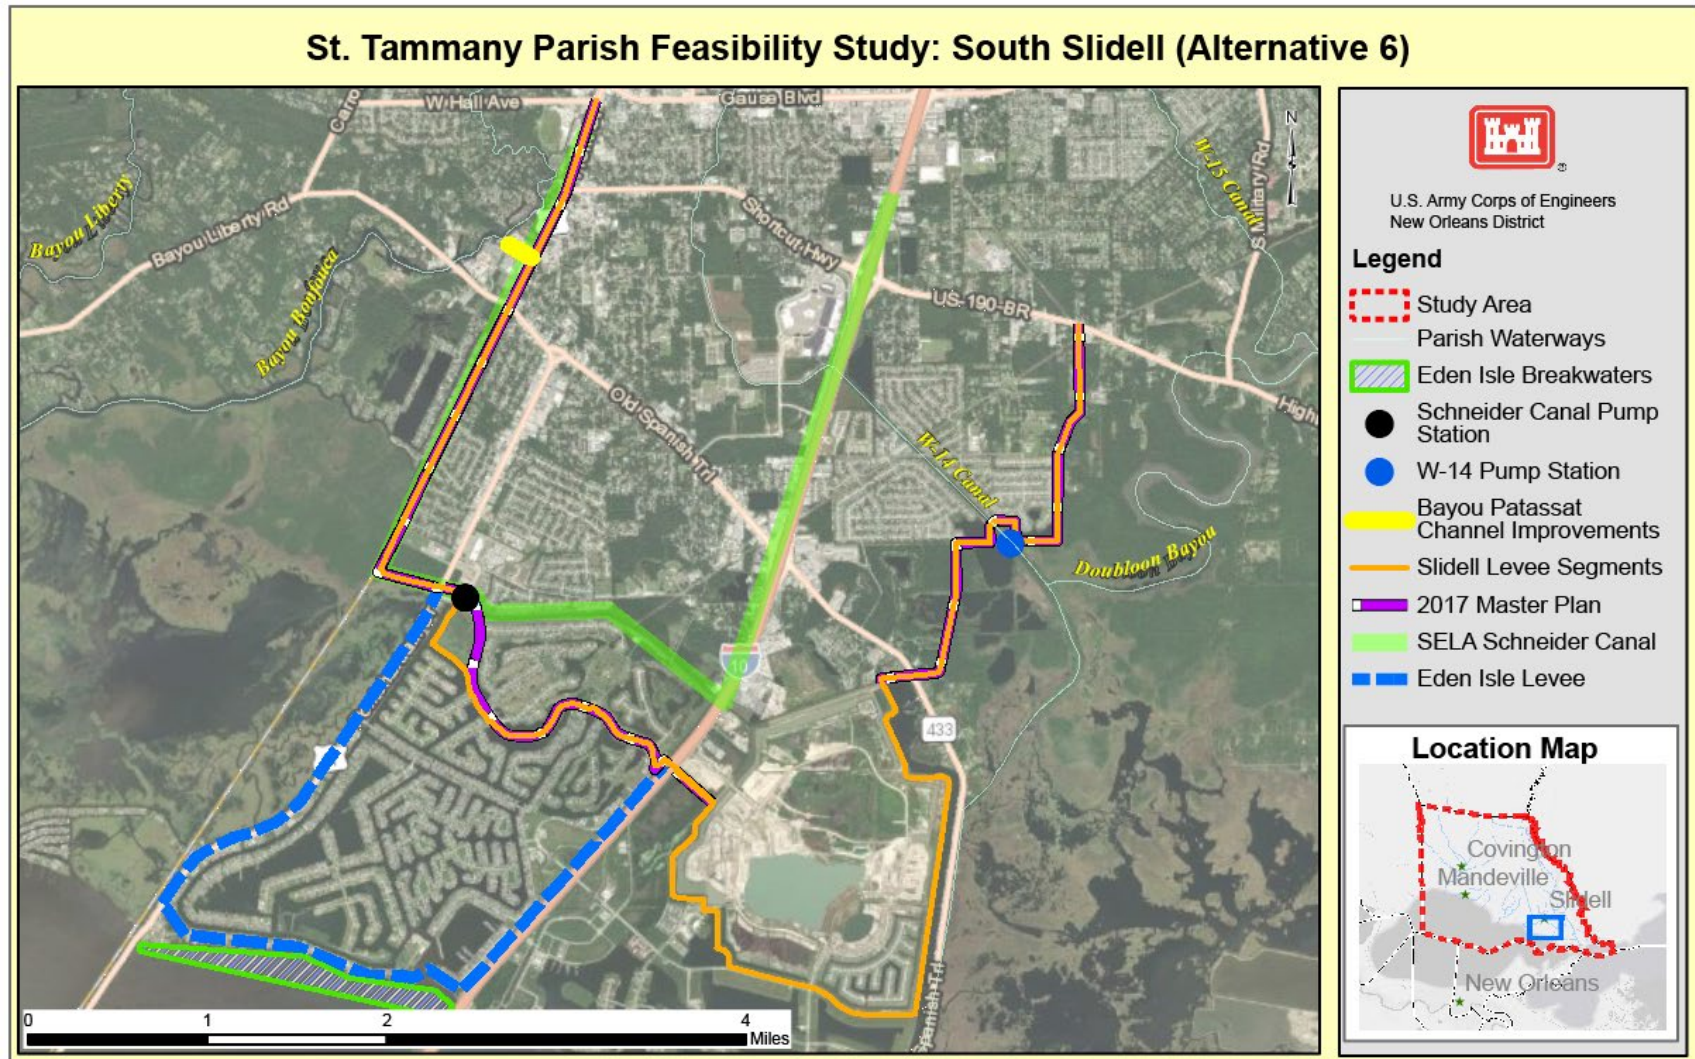 St. Tammany Parish Feasibility Study: South Slidell (Alternative 6)
W Hall Ave
Gause Blvd
Carro
N
W-15 Canal
S Military Rd
Bayou Liberty
Bayou Liberty Rd
Bayou Bonfouca
Shortcut Hwy
US-190-BR
High
Old Spanish Trl
W-14 Canal
Doubloon Bayou
10
433
Spanish Trl
0 1 2 4
Miles
®
U.S. Army Corps of Engineers
New Orleans District
Legend
Study Area
Parish Waterways
Eden Isle Breakwaters
Schneider Canal Pump
Station
W-14 Pump Station
Bayou Patassat
Channel Improvements
Slidell Levee Segments
2017 Master Plan
SELA Schneider Canal
Eden Isle Levee
Location Map
Covington
Mandeville
Slidell
New Orleans